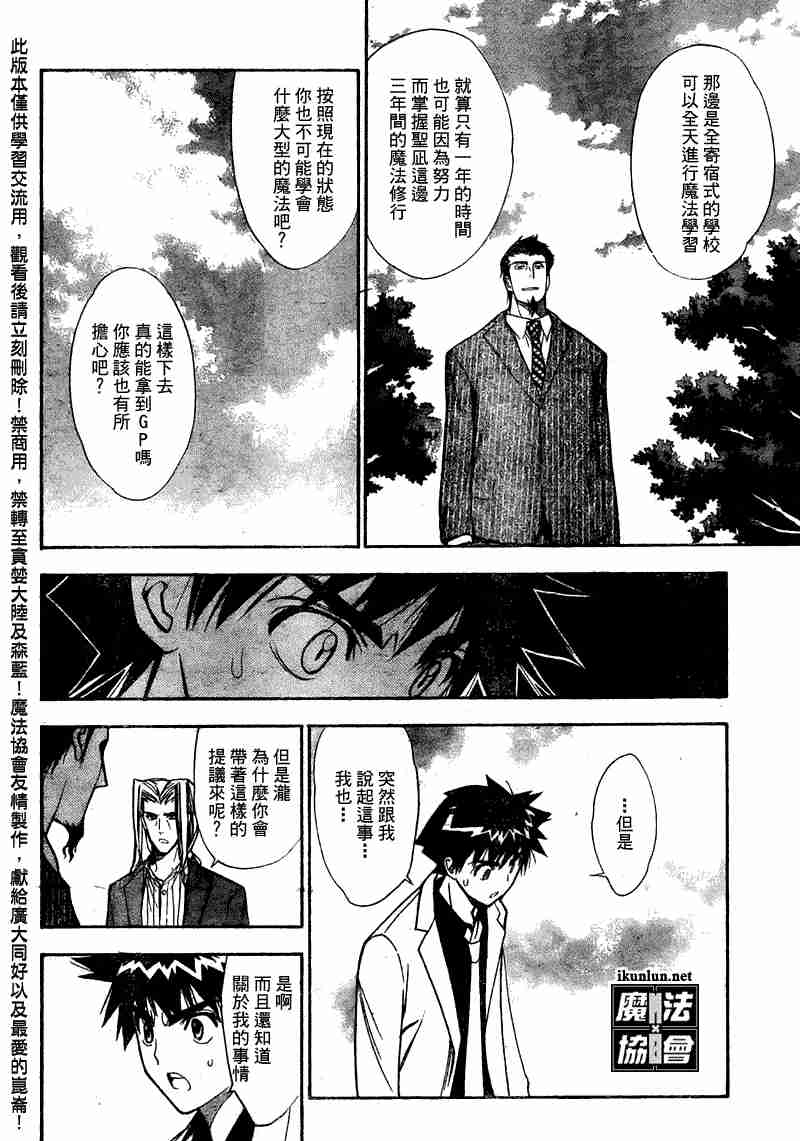 那邊是全寄宿式的學校
可以全天進行魔法學習
就算只有一年的時間
也可能因為努力
而掌握聖凪這邊
三年間的魔法修行
按照現在的狀態
你也不可能學會
什麼大型的魔法吧?
這樣下去
真的能拿到GP嗎
你應該也有所
擔心吧?
…但是
突然跟我
說起這事…
我也…
但是瀧
為什麼你會
帶著這樣的
提議來呢?
是啊
而且還知道
關於我的事情
此版本僅供學習交流用，觀看後請立刻刪除！禁商用，禁轉至貪婪大陸及森藍！魔法協會友情製作，獻給廣大同好以及最愛的崑崙！
ikunlun.net
魔法
M×B
協會